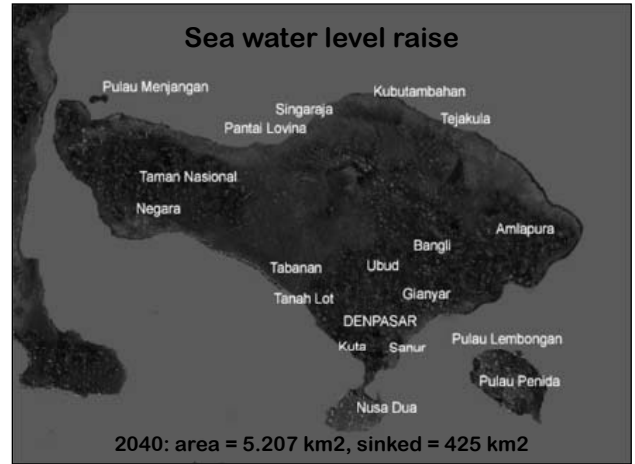 Sea water level raise
Pulau Menjangan
Kubutambahan
Singaraja
Tejakula
Pantai Lovina
Taman Nasional
Negara
Amlapura
Bangli
Tabanan
Ubud
Tanah Lot
Gianyar
DENPASAR
Kuta
Sanur
Pulau Lembongan
Pulau Penida
Nusa Dua
2040: area = 5.207 km2, sinked = 425 km2